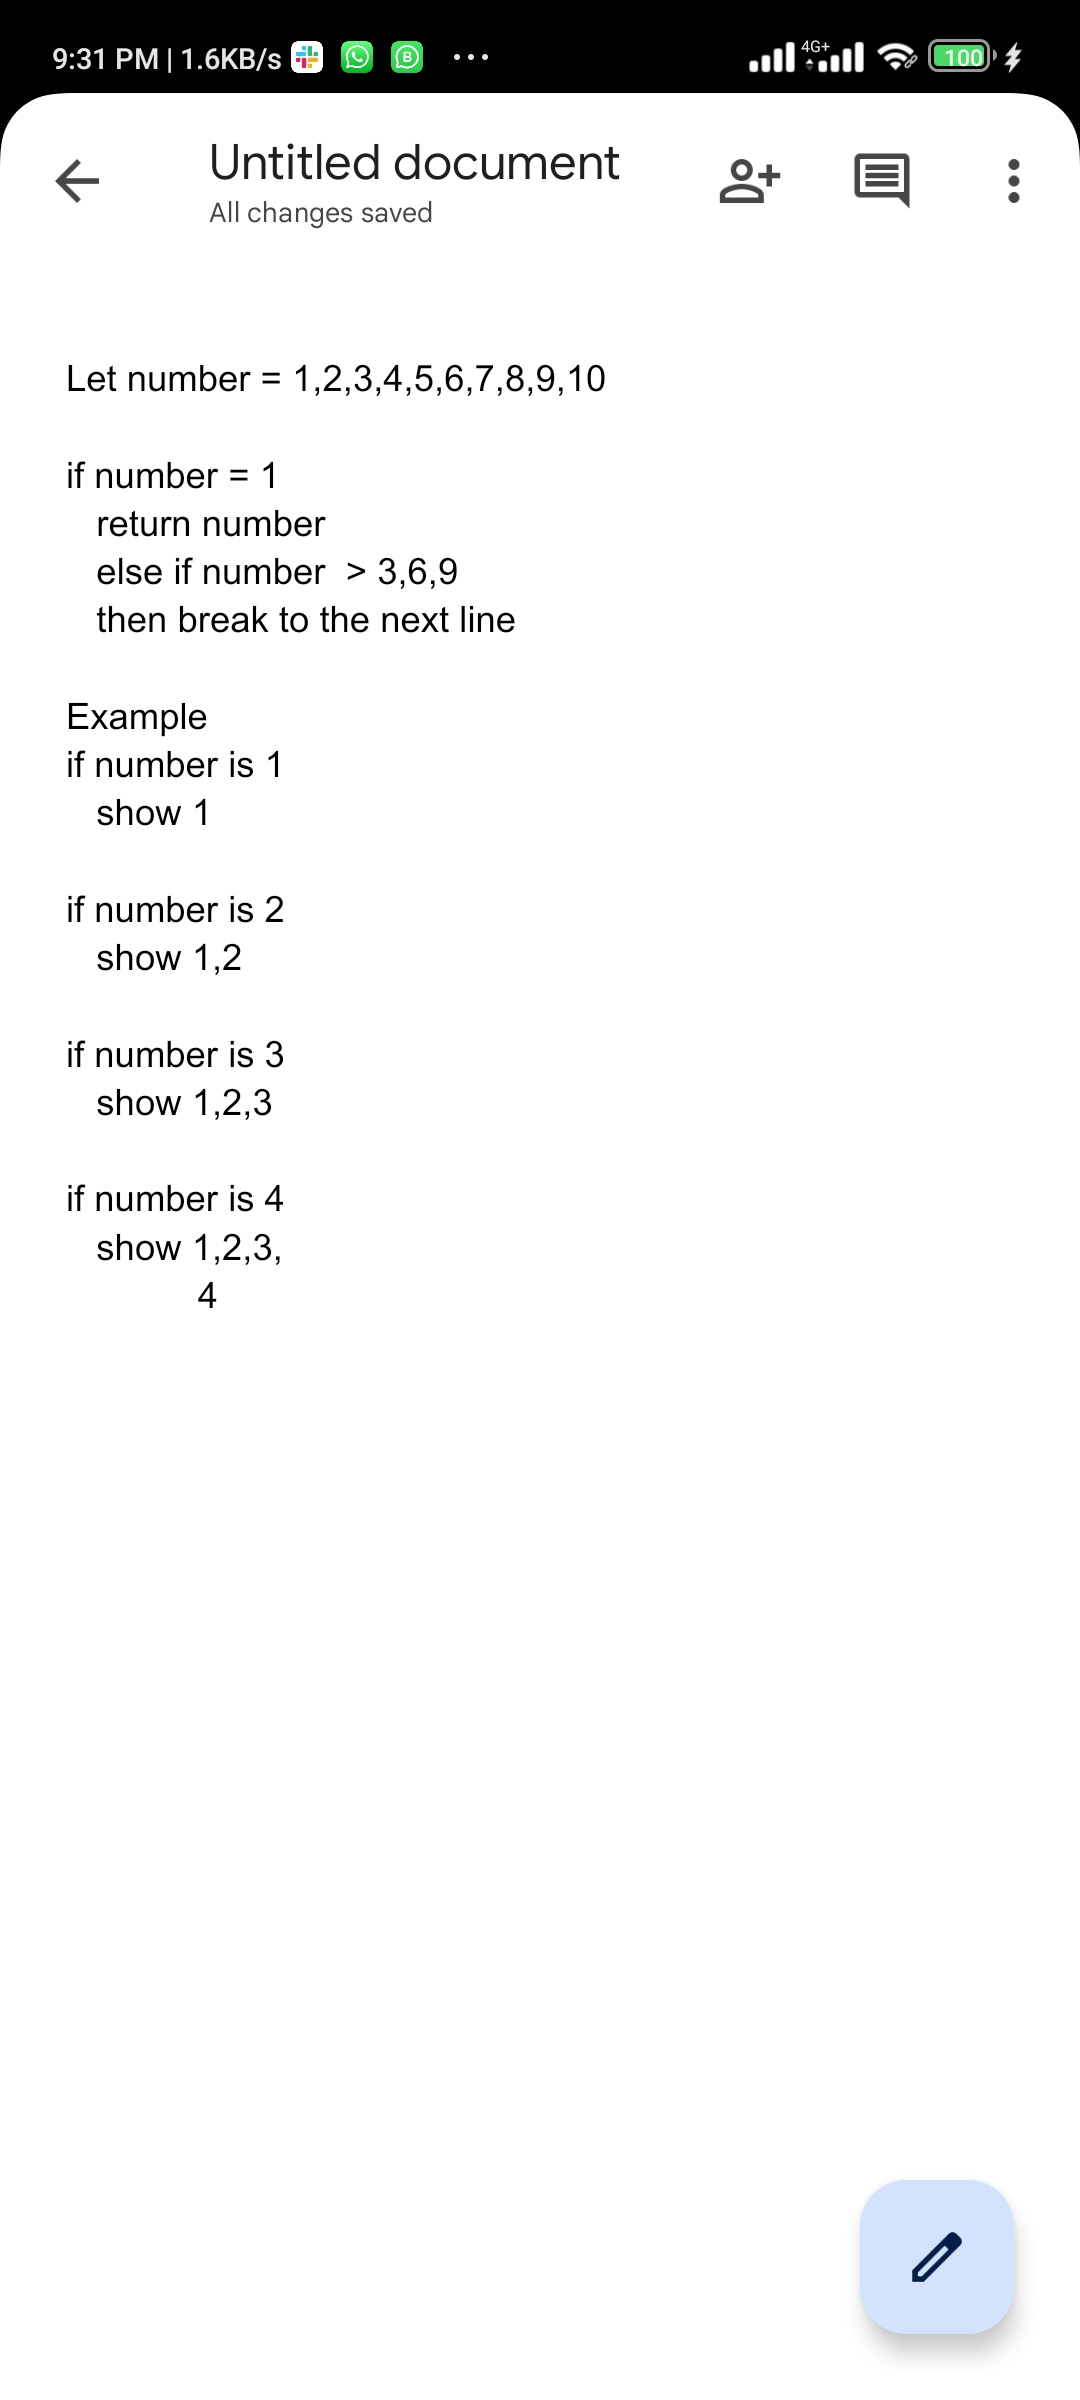 9:31 PM | 1.6KB/s B ... 4G+ 100
Untitled document
All changes saved
Let number = 1,2,3,4,5,6,7,8,9,10
if number = 1
return number
else if number  > 3,6,9
then break to the next line
Example
if number is 1
show 1
if number is 2
show 1,2
if number is 3
show 1,2,3
if number is 4
show 1,2,3,
4